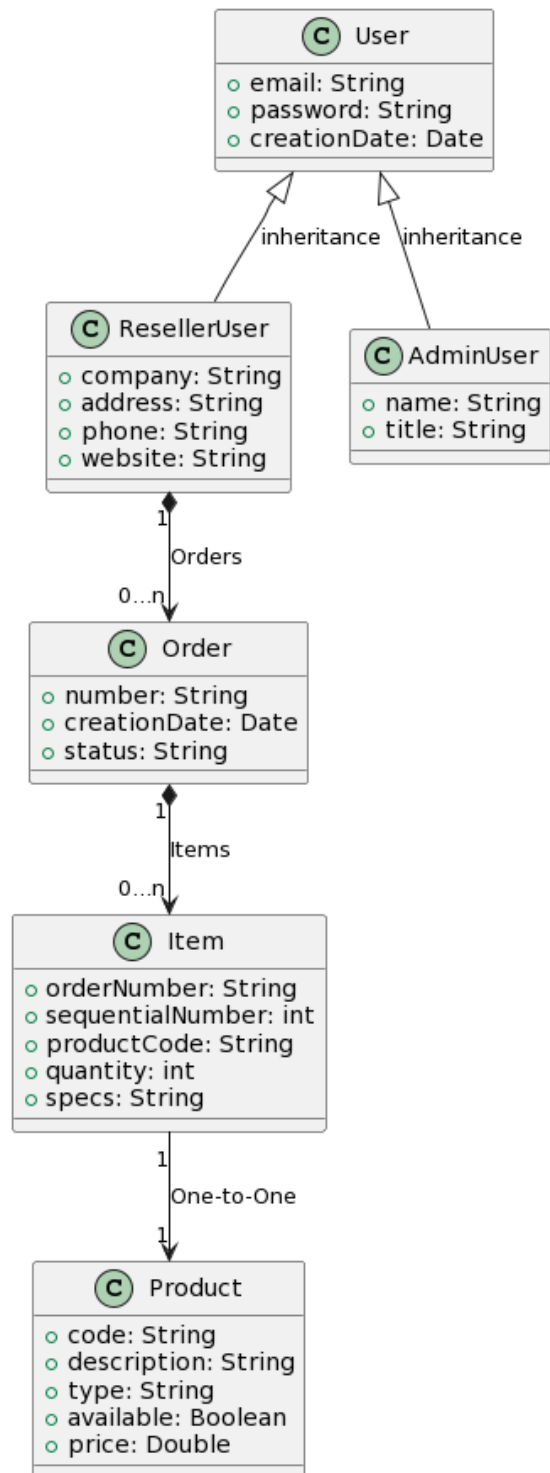 C User
email: String
password: String
creationDate: Date
inheritance
inheritance
C ResellerUser
company: String
address: String
phone: String
website: String
C AdminUser
name: String
title: String
1
Orders
0...n
C Order
number: String
creationDate: Date
status: String
1
Items
0...n
C Item
orderNumber: String
sequentialNumber: int
productCode: String
quantity: int
specs: String
1
One-to-One
1
C Product
code: String
description: String
type: String
available: Boolean
price: Double